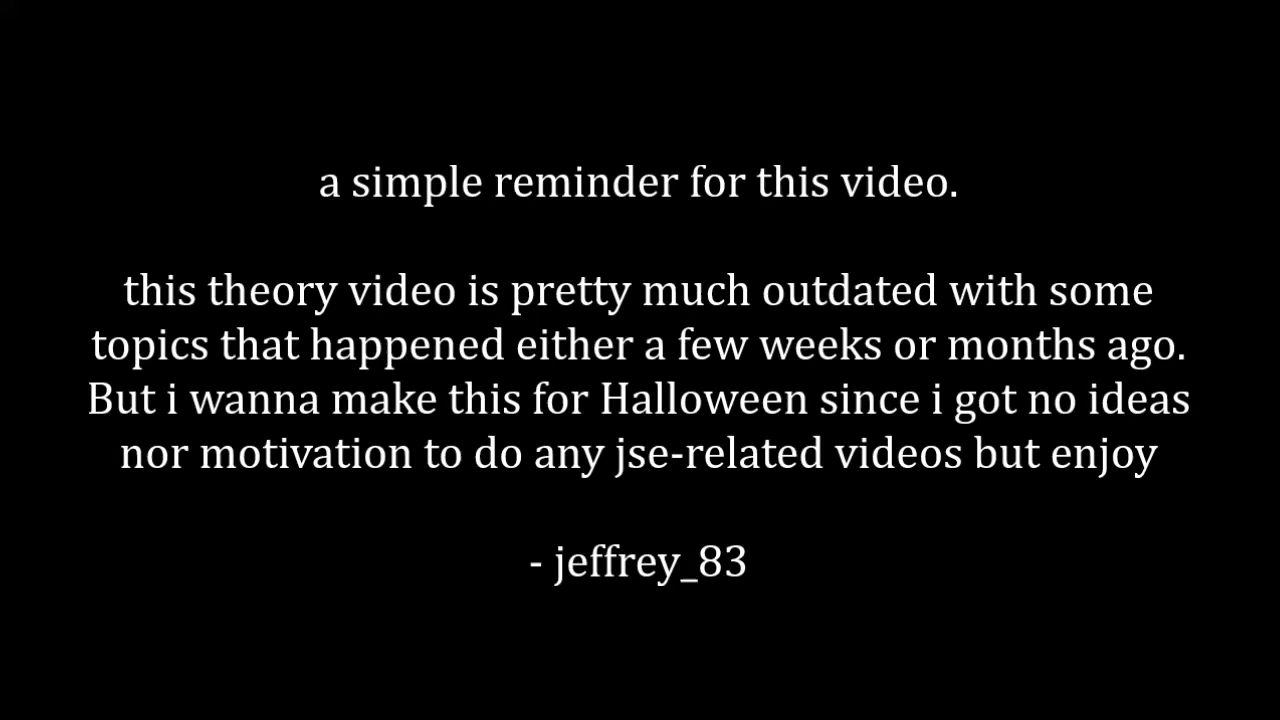 a simple reminder for this video.
this theory video is pretty much outdated with some
topics that happened either a few weeks or months ago.
But i wanna make this for Halloween since i got no ideas
nor motivation to do any jse-related videos but enjoy
- jeffrey_83